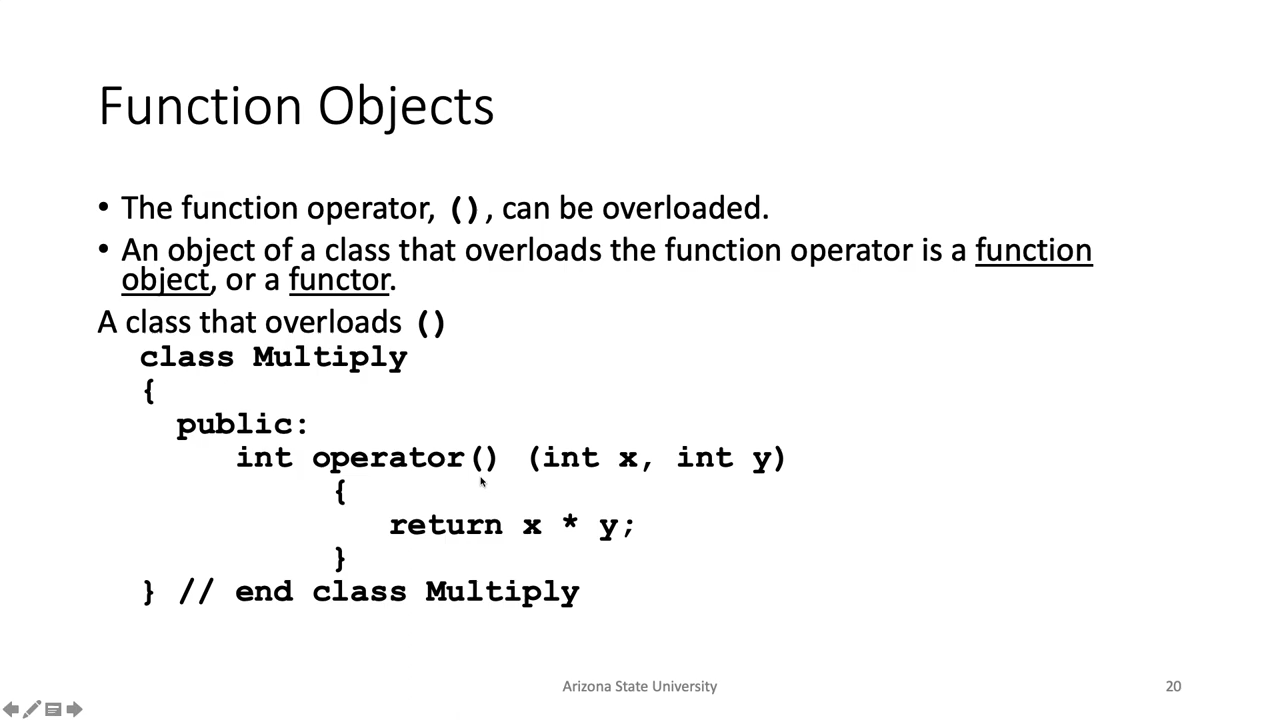 Function Objects
• The function operator, (), can be overloaded.
• An object of a class that overloads the function operator is a function
object, or a functor.
A class that overloads ()
class Multiply
{
public:
int operator() (int x, int y)
{
return x * y;
}
} // end class Multiply
Arizona State University
20